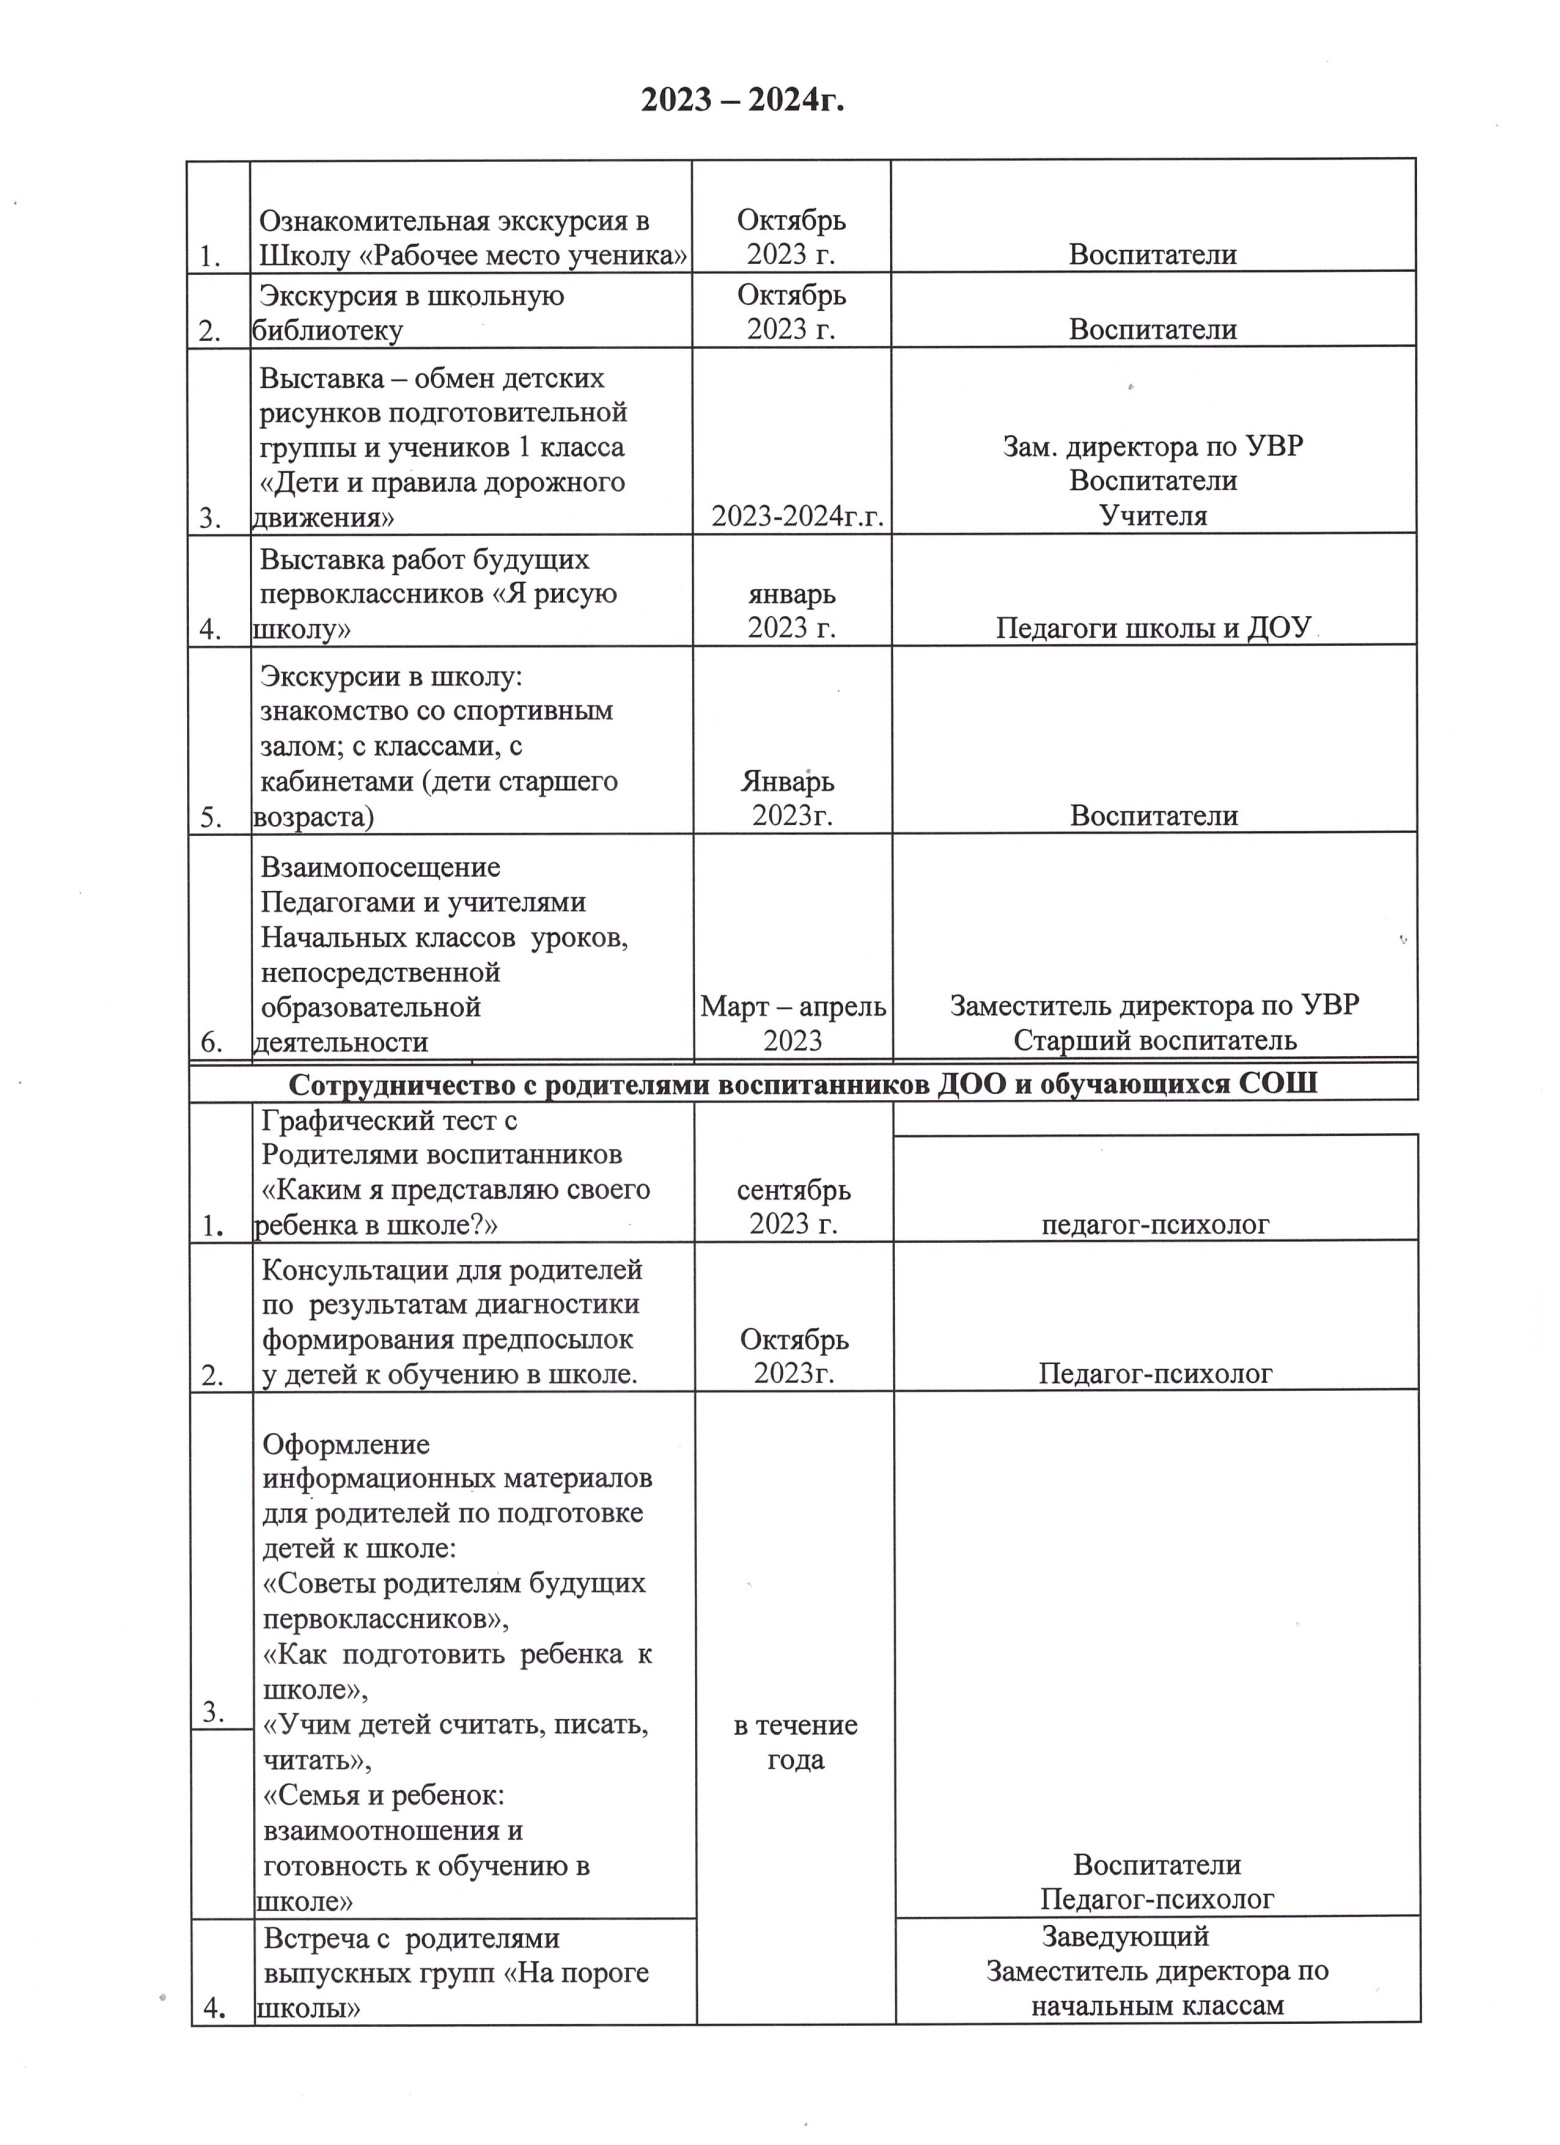 2023 – 2024г.
1.
Ознакомительная экскурсия в
Школу «Рабочее место ученика»
Октябрь
2023 г.
Воспитатели
2.
Экскурсия в школьную
библиотеку
Октябрь
2023 г.
Воспитатели
3.
Выставка – обмен детских
рисунков подготовительной
группы и учеников 1 класса
«Дети и правила дорожного
движения»
2023-2024г.г.
Зам. директора по УВР
Воспитатели
Учителя
4.
Выставка работ будущих
первоклассников «Я рисую
школу»
январь
2023 г.
Педагоги школы и ДОУ
5.
Экскурсии в школу:
знакомство со спортивным
залом; с классами, с
кабинетами (дети старшего
возраста)
Январь
2023г.
Воспитатели
6.
Взаимопосещение
Педагогами и учителями
Начальных классов уроков,
непосредственной
образовательной
деятельности
Март – апрель
2023
Заместитель директора по УВР
Старший воспитатель
Сотрудничество с родителями воспитанников ДОО и обучающихся СОШ
1.
Графический тест с
Родителями воспитанников
«Каким я представляю своего
ребенка в школе?»
сентябрь
2023 г.
педагог-психолог
2.
Консультации для родителей
по результатам диагностики
формирования предпосылок
у детей к обучению в школе.
Октябрь
2023г.
Педагог-психолог
3.
Оформление
информационных материалов
для родителей по подготовке
детей к школе:
«Советы родителям будущих
первоклассников»,
«Как подготовить ребенка к
школе»,
«Учим детей считать, писать,
читать»,
«Семья и ребенок:
взаимоотношения и
готовность к обучению в
школе»
в течение
года
Воспитатели
Педагог-психолог
4.
Встреча с родителями
выпускных групп «На пороге
школы»
Заведующий
Заместитель директора по
начальным классам